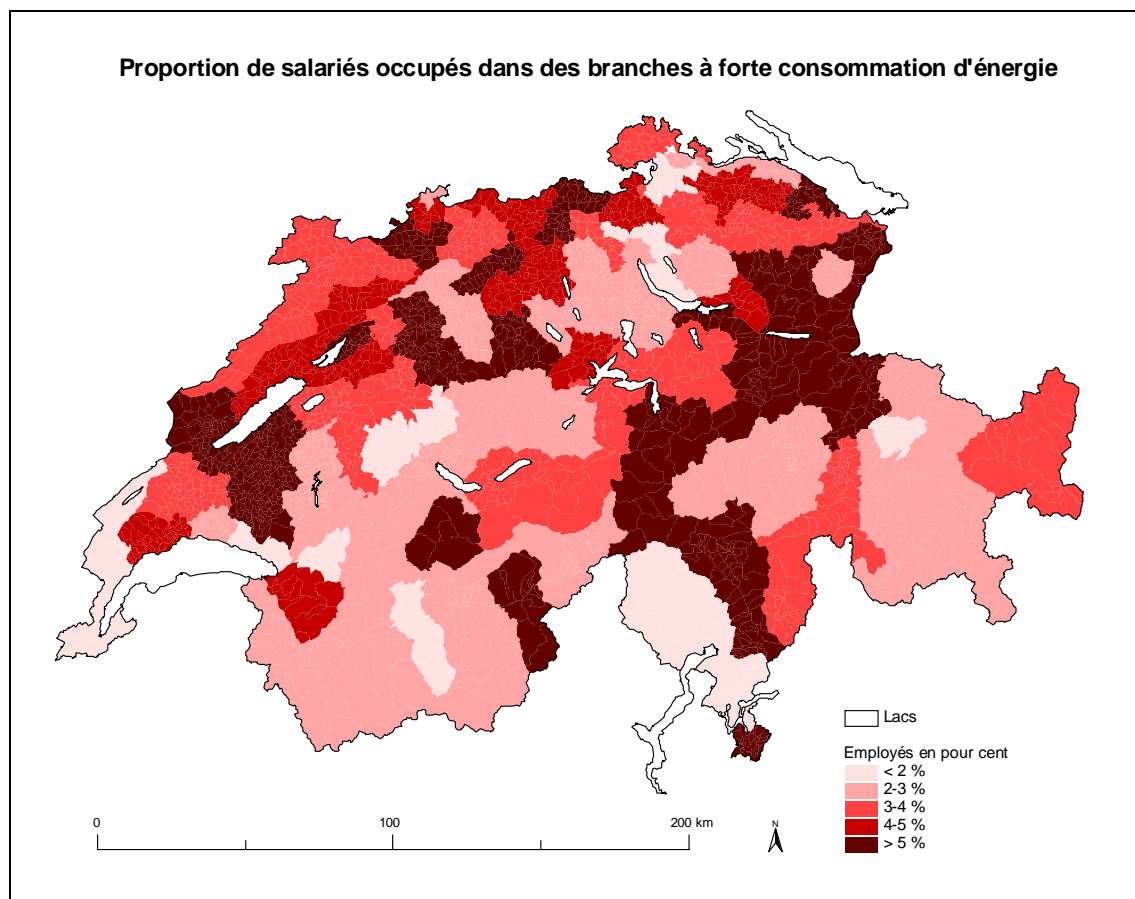 Proportion de salariés occupés dans des branches à forte consommation d'énergie
Lacs
Employés en pour cent
< 2 %
2-3 %
3-4 %
4-5 %
> 5 %
0 100 200 km
N